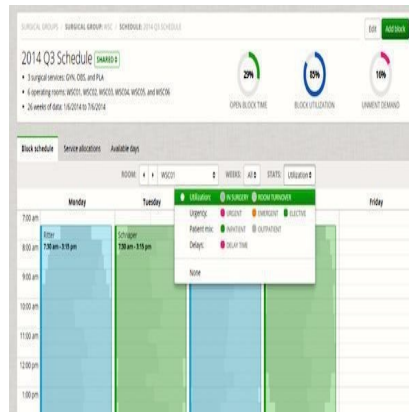 SURGICAL GROUPS / SURGICAL GROUP: WSC / SCHEDULE: 2014 Q3 SCHEDULE
Edit
Add block
2014 Q3 Schedule SHARED
• 3 surgical services: GYN, OBS, and PLA
• 6 operating rooms: WSC01, WSC02, WSC03, WSC04, WSC05, and WSC06
• 26 weeks of data: 1/6/2014 to 7/6/2014
29%
OPEN BLOCK TIME
85%
BLOCK UTILIZATION
16%
UNMENT DEMAND
Block schedule
Service allocations
Available days
ROOM: WSC01
WEEKS: All
STATS: Utilization
Monday
Tuesday
Friday
Utilization: IN SURGERY ROOM TURNOVER
Urgency: URGENT EMERGENT ELECTIVE
Patient mix: INPATIENT OUTPATIENT
Delays: DELAY TIME
None
7:00 am
8:00 am
9:00 am
10:00 am
11:00 am
12:00 pm
1:00 pm
Ritter
7:30 am - 3:15 pm
Schnaper
7:30 am - 3:15 pm